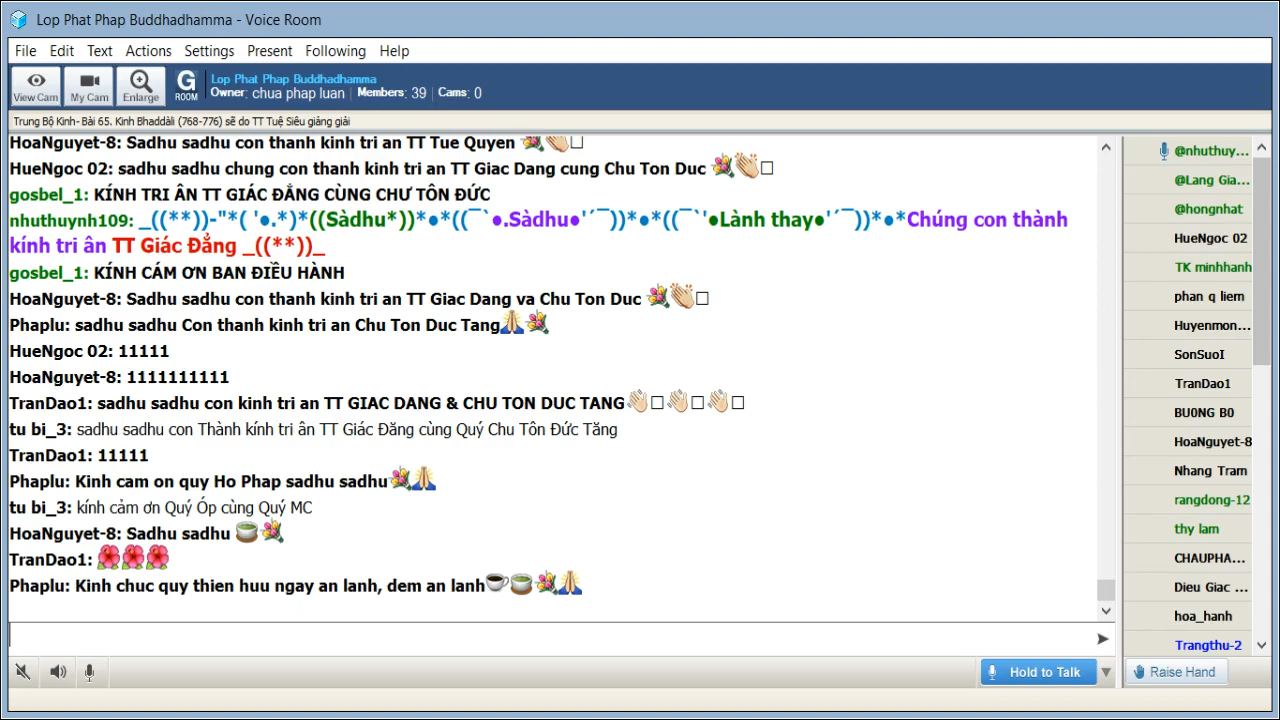 Lop Phat Phap Buddhadhamma - Voice Room
File Edit Text Actions Settings Present Following Help
View Cam My Cam Enlarge G ROOM Lop Phat Phap Buddhadhamma
Owner: chua phap luan Members: 39 Cams: 0
Trung Bộ Kinh- Bài 65. Kinh Bhaddàli (768-776) sẽ do TT Tuệ Siêu giảng giải
HoaNguyet-8: Sadhu sadhu con thanh kinh tri an TT Tue Quyen 💐👏□
HueNgoc 02: sadhu sadhu chung con thanh kinh tri an TT Giac Dang cung Chu Ton Duc 💐👏□
gosbel_1: KÍNH TRI ÂN TT GIÁC ĐẲNG CÙNG CHƯ TÔN ĐỨC
nhuthuynh109: _((**))-"*( '●.*)*((Sàdhu*))*●*((¯`●.Sàdhu●'´¯))*●*((¯`'●Lành thay●'´¯))*●*Chúng con thành
kính tri ân TT Giác Đẳng _((**))_
gosbel_1: KÍNH CÁM ƠN BAN ĐIỀU HÀNH
HoaNguyet-8: Sadhu sadhu con thanh kinh tri an TT Giac Dang va Chu Ton Duc 💐👏□
Phaplu: sadhu sadhu Con thanh kinh tri an Chu Ton Duc Tang🙏💐
HueNgoc 02: 11111
HoaNguyet-8: 1111111111
TranDao1: sadhu sadhu con kinh tri an TT GIAC DANG & CHU TON DUC TANG👏□👏□👏□
tu bi_3: sadhu sadhu con Thành kính tri ân TT Giác Đăng cùng Quý Chu Tôn Đức Tăng
TranDao1: 11111
Phaplu: Kinh cam on quy Ho Phap sadhu sadhu💐🙏
tu bi_3: kính cảm ơn Quý Óp cùng Quý MC
HoaNguyet-8: Sadhu sadhu 🍵💐
TranDao1: 🌺🌺🌺
Phaplu: Kinh chuc quy thien huu ngay an lanh, dem an lanh☕🍵💐🙏
@nhuthuy...
@Lang Gia...
@hongnhat
HueNgoc 02
TK minhhanh
phan q liem
Huyenmon...
SonSuoI
TranDao1
BU0NG B0
HoaNguyet-8
Nhang Tram
rangdong-12
thy lam
CHAUPHA...
Dieu Giac ...
hoa_hanh
Trangthu-2
Hold to Talk
Raise Hand